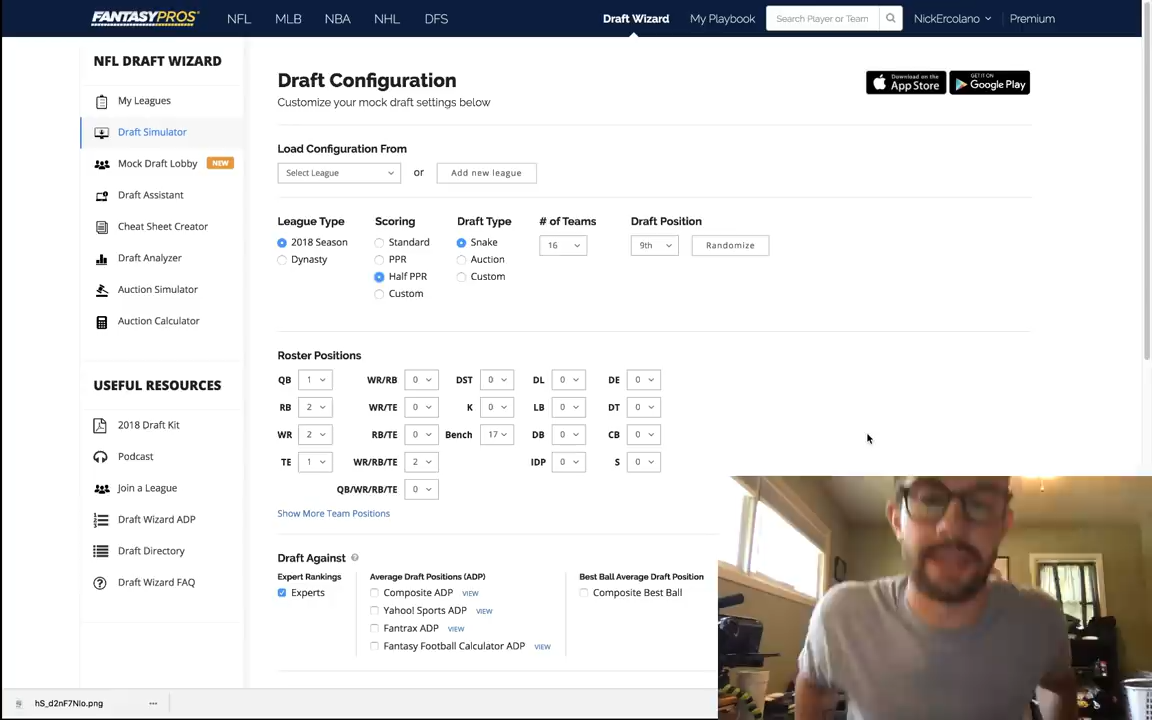 FANTASYPROS NFL MLB NBA NHL DFS Draft Wizard My Playbook Search Player or Team NickErcolano Premium
NFL DRAFT WIZARD
My Leagues
Draft Simulator
Mock Draft Lobby NEW
Draft Assistant
Cheat Sheet Creator
Draft Analyzer
Auction Simulator
Auction Calculator
USEFUL RESOURCES
2018 Draft Kit
Podcast
Join a League
Draft Wizard ADP
Draft Directory
Draft Wizard FAQ
Draft Configuration
Customize your mock draft settings below
Download on the
App Store
GET IT ON
Google Play
Load Configuration From
Select League or Add new league
League Type Scoring Draft Type # of Teams Draft Position
2018 Season Standard Snake 16 9th Randomize
Dynasty PPR Auction
Half PPR Custom
Custom
Roster Positions
QB 1 WR/RB 0 DST 0 DL 0 DE 0
RB 2 WR/TE 0 K 0 LB 0 DT 0
WR 2 RB/TE 0 Bench 17 DB 0 CB 0
TE 1 WR/RB/TE 2 IDP 0 S 0
QB/WR/RB/TE 0
Show More Team Positions
Draft Against ?
Expert Rankings Average Draft Positions (ADP) Best Ball Average Draft Position
Experts Composite ADP VIEW Composite Best Ball
Yahoo! Sports ADP VIEW
Fantrax ADP VIEW
Fantasy Football Calculator ADP VIEW
hS_d2nF7NIo.png ...